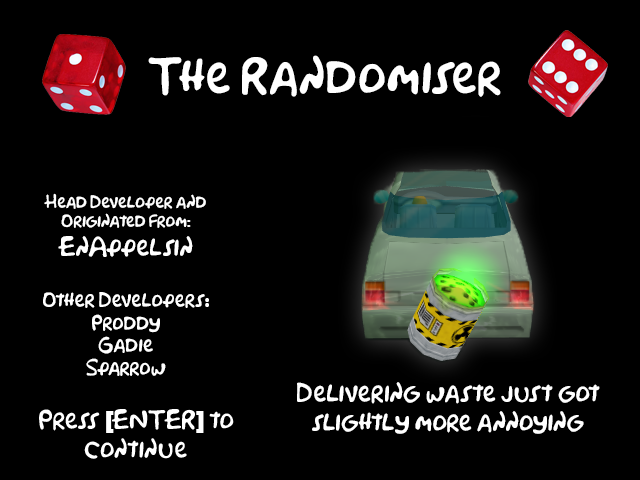 The Randomiser
Head Developer and
Originated From:
EnAppelsin
Other Developers:
Proddy
Gadie
Sparrow
Press [ENTER] to
continue
Delivering waste just got
slightly more annoying